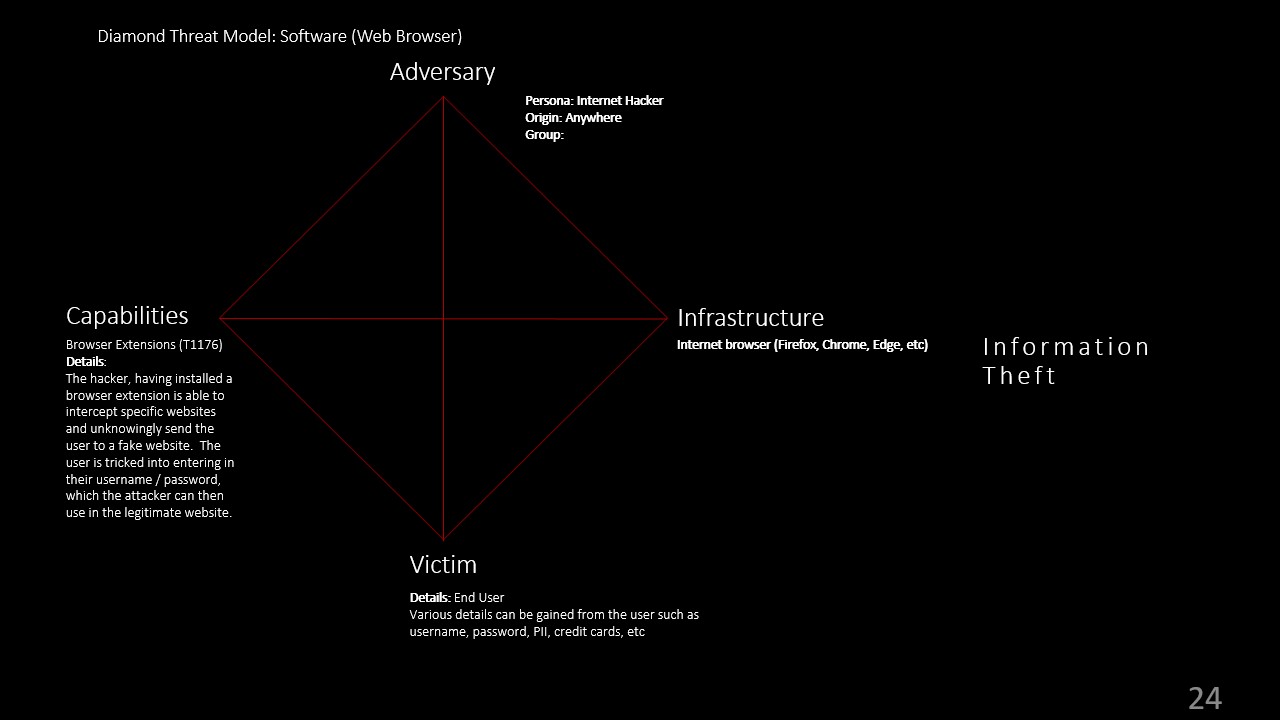 Diamond Threat Model: Software (Web Browser)
Adversary
Persona: Internet Hacker
Origin: Anywhere
Group:
Capabilities
Browser Extensions (T1176)
Details:
The hacker, having installed a
browser extension is able to
intercept specific websites
and unknowingly send the
user to a fake website.  The
user is tricked into entering in
their username / password,
which the attacker can then
use in the legitimate website.
Infrastructure
Internet browser (Firefox, Chrome, Edge, etc)
Information
Theft
Victim
Details: End User
Various details can be gained from the user such as
username, password, PII, credit cards, etc
24